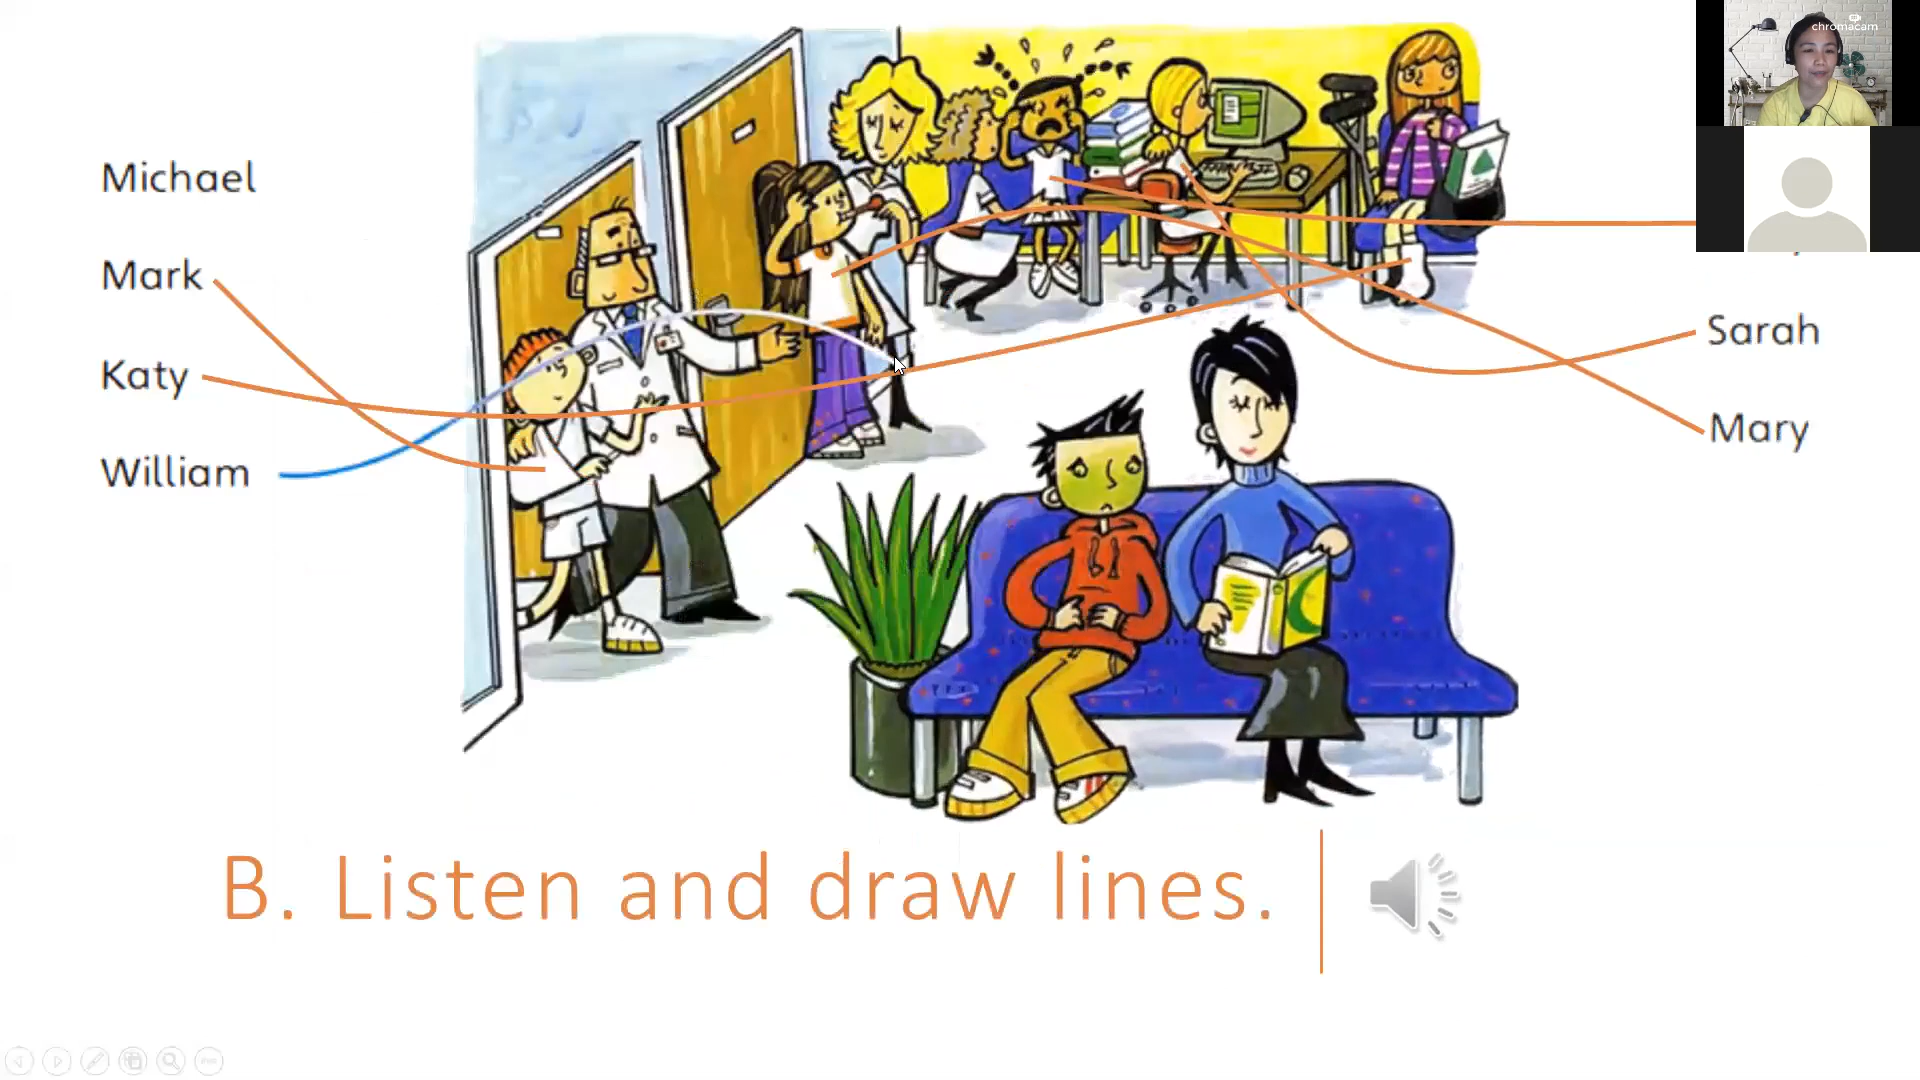 chromacam
Michael
Mark
Katy
William
Sarah
Mary
B. Listen and draw lines.